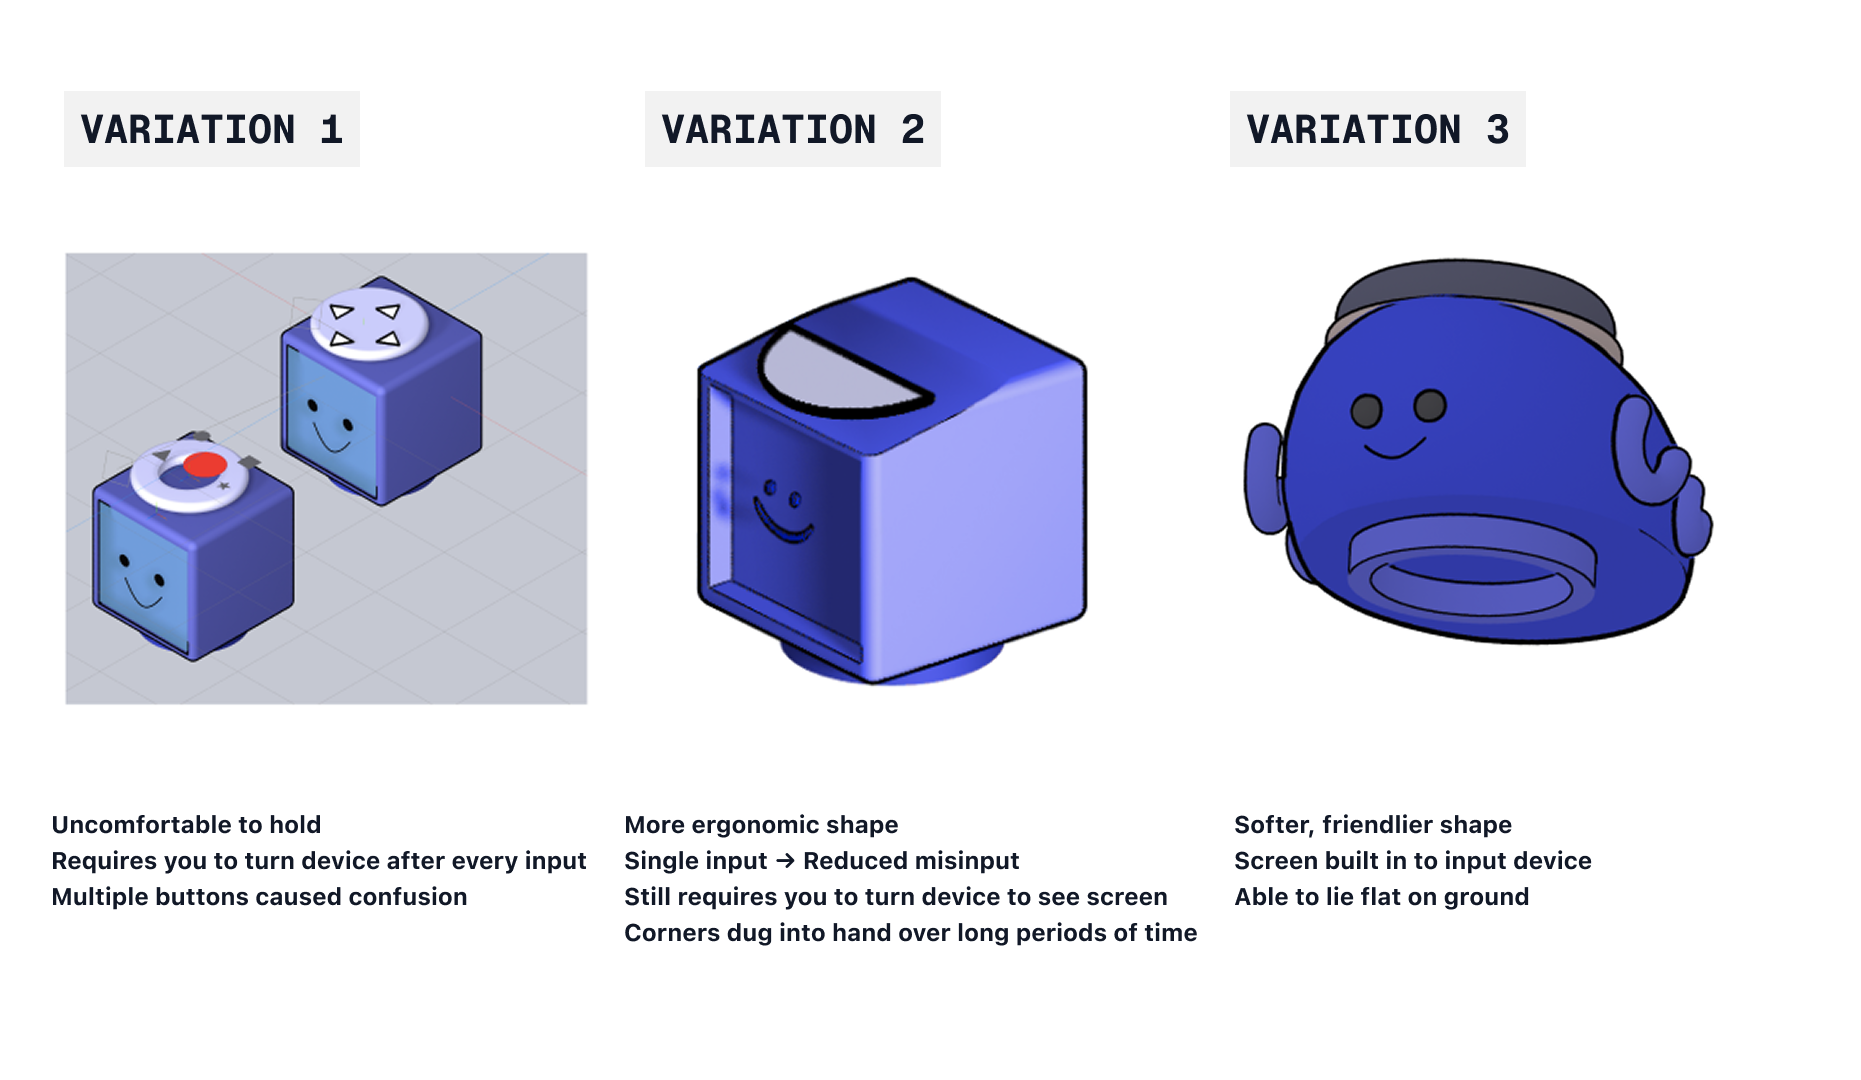 VARIATION 1
Uncomfortable to hold
Requires you to turn device after every input
Multiple buttons caused confusion
VARIATION 2
More ergonomic shape
Single input → Reduced misinput
Still requires you to turn device to see screen
Corners dug into hand over long periods of time
VARIATION 3
Softer, friendlier shape
Screen built in to input device
Able to lie flat on ground